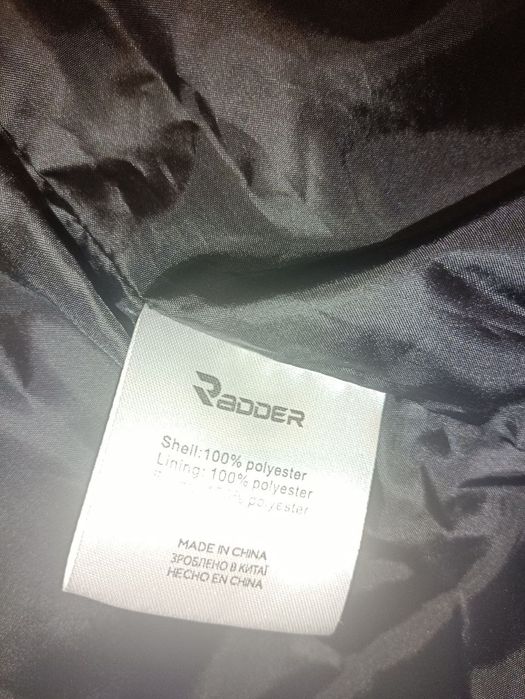 RADDER
Shell:100% polyester
Lining: 100% polyester
100% polyester
MADE IN CHINA
ЗРОБЛЕНО В КИТАЇ
HECHO EN CHINA